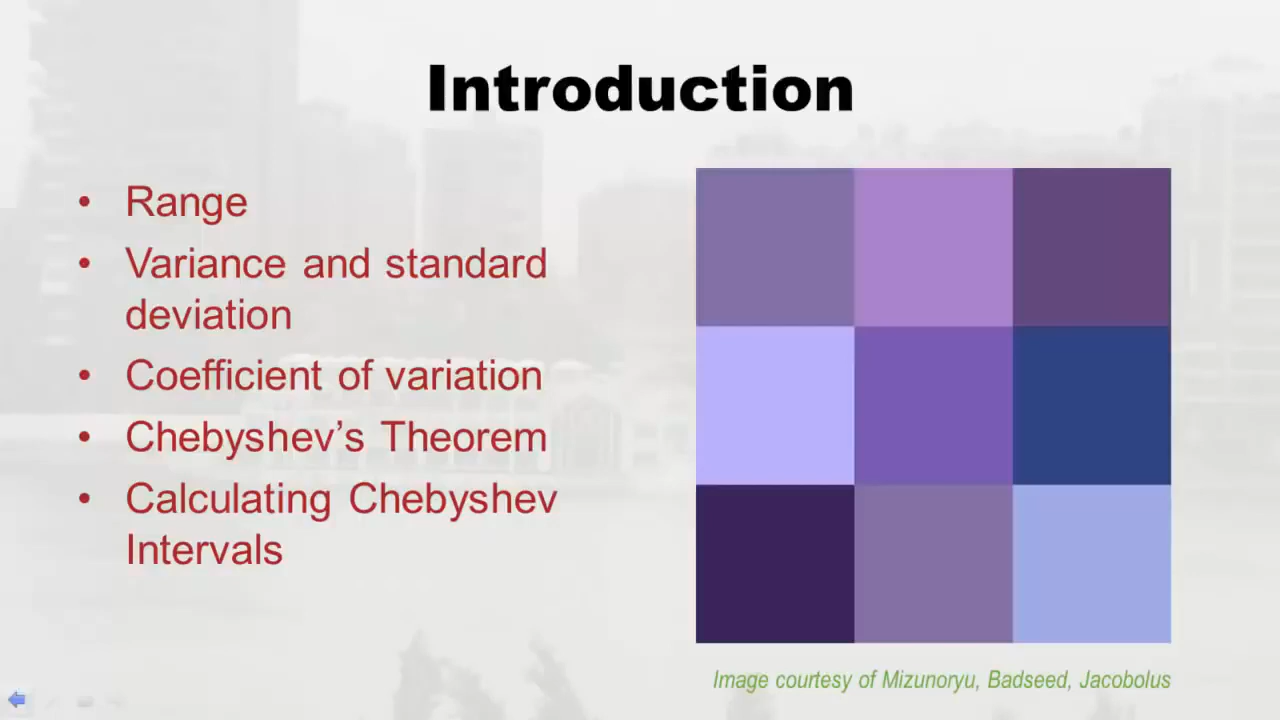 Introduction
• Range
• Variance and standard
deviation
• Coefficient of variation
• Chebyshev’s Theorem
• Calculating Chebyshev
Intervals
Image courtesy of Mizunoryu, Badseed, Jacobolus